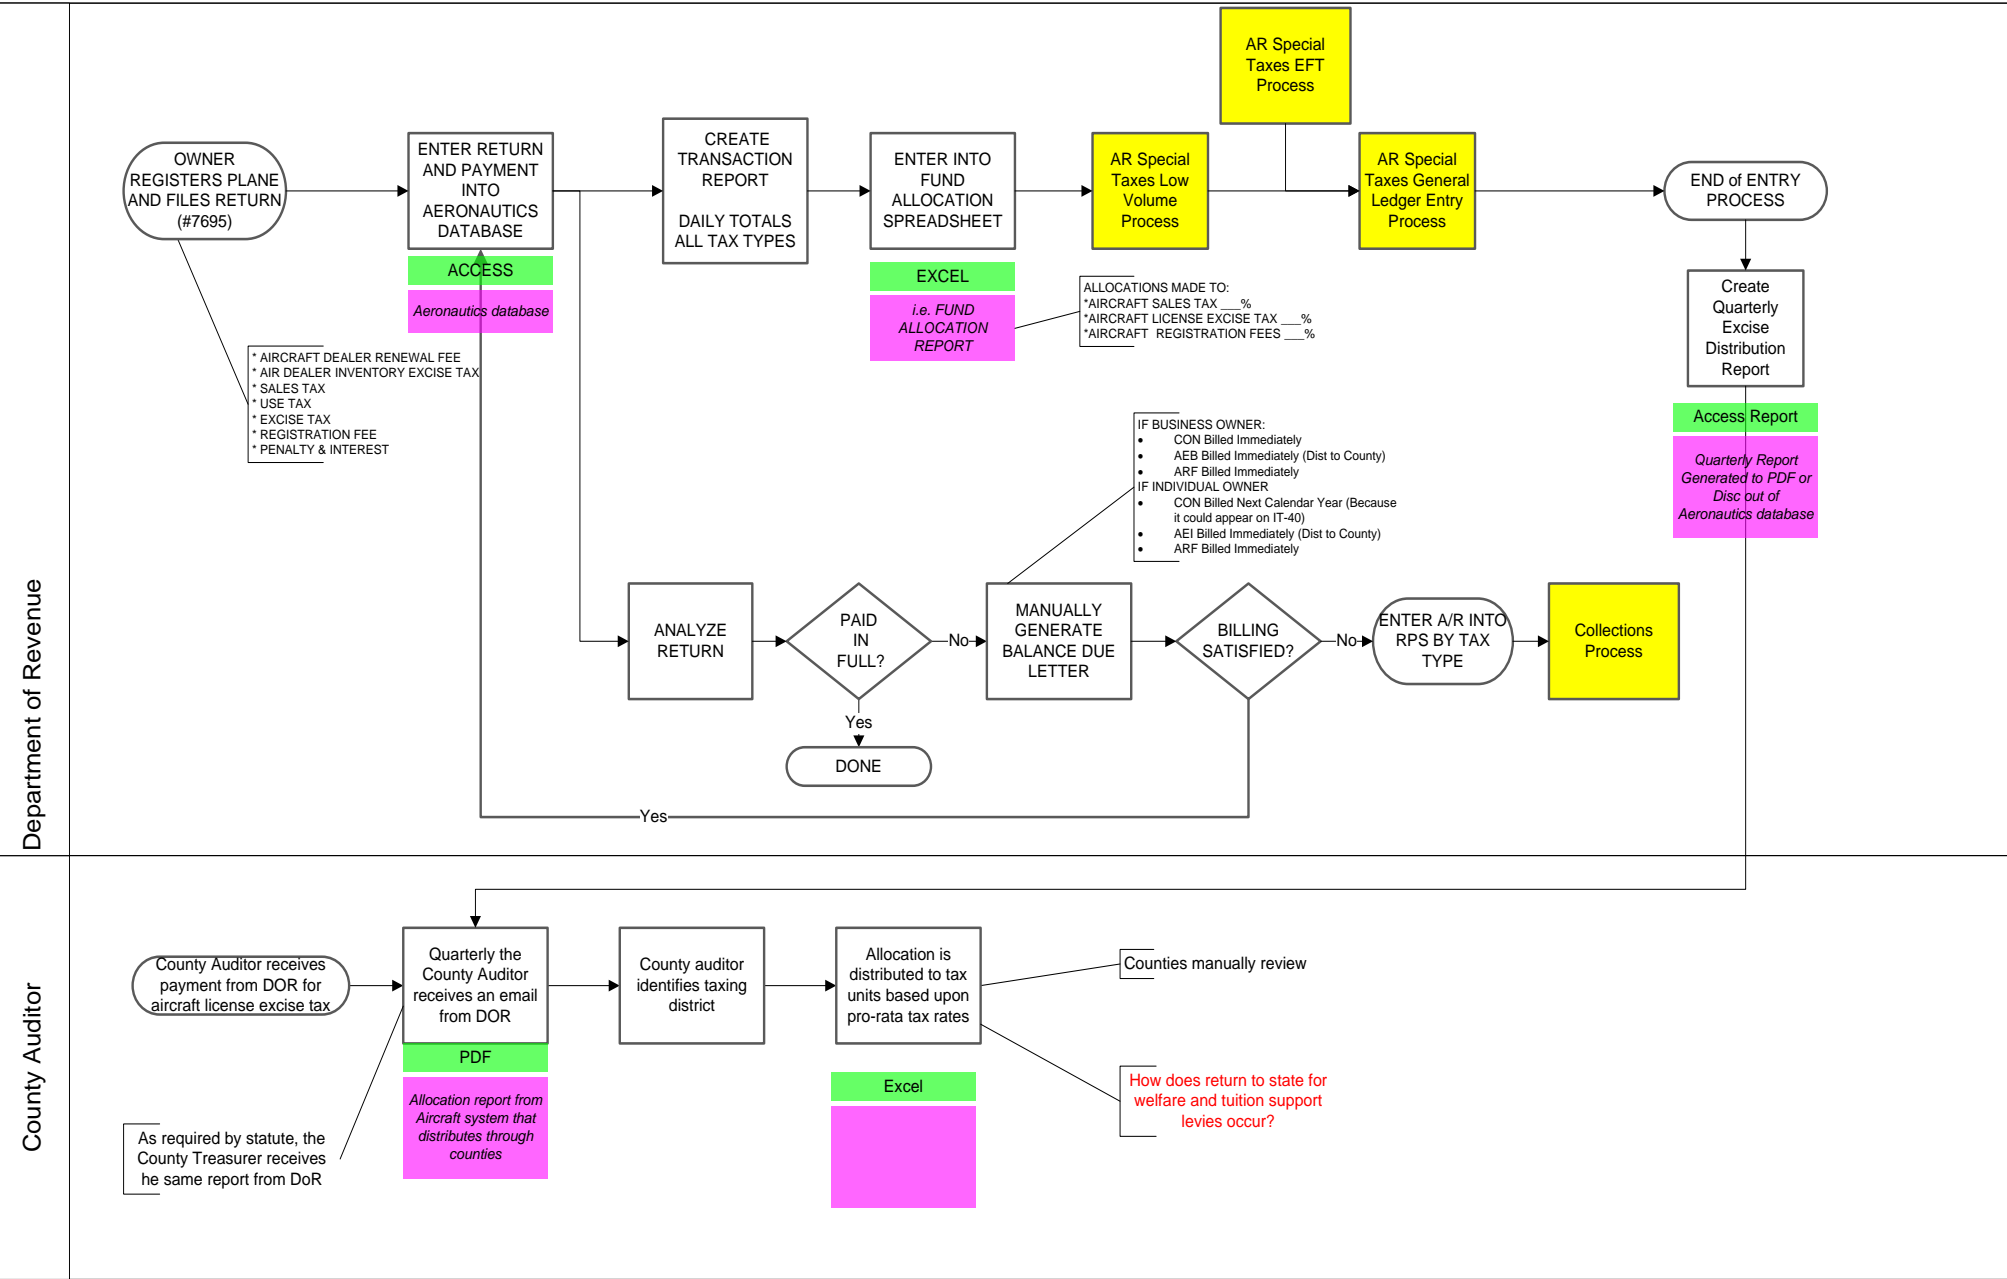 Department of Revenue
AR Special
Taxes EFT
Process
OWNER
REGISTERS PLANE
AND FILES RETURN
(#7695)
ENTER RETURN
AND PAYMENT
INTO
AERONAUTICS
DATABASE
CREATE
TRANSACTION
REPORT
DAILY TOTALS
ALL TAX TYPES
ENTER INTO
FUND
ALLOCATION
SPREADSHEET
AR Special
Taxes Low
Volume
Process
AR Special
Taxes General
Ledger Entry
Process
END of ENTRY
PROCESS
ACCESS
Aeronautics database
EXCEL
i.e. FUND
ALLOCATION
REPORT
ALLOCATIONS MADE TO:
*AIRCRAFT SALES TAX ___%
*AIRCRAFT LICENSE EXCISE TAX ___%
*AIRCRAFT  REGISTRATION FEES ___%
Create
Quarterly
Excise
Distribution
Report
Access Report
Quarterly Report
Generated to PDF or
Disc out of
Aeronautics database
* AIRCRAFT DEALER RENEWAL FEE
* AIR DEALER INVENTORY EXCISE TAX
* SALES TAX
* USE TAX
* EXCISE TAX
* REGISTRATION FEE
* PENALTY & INTEREST
IF BUSINESS OWNER:
• CON Billed Immediately
• AEB Billed Immediately (Dist to County)
• ARF Billed Immediately
IF INDIVIDUAL OWNER
• CON Billed Next Calendar Year (Because
it could appear on IT-40)
• AEI Billed Immediately (Dist to County)
• ARF Billed Immediately
ANALYZE
RETURN
PAID
IN
FULL?
No
MANUALLY
GENERATE
BALANCE DUE
LETTER
BILLING
SATISFIED?
No
ENTER A/R INTO
RPS BY TAX
TYPE
Collections
Process
Yes
DONE
Yes
County Auditor
County Auditor receives
payment from DOR for
aircraft license excise tax
Quarterly the
County Auditor
receives an email
from DOR
County auditor
identifies taxing
district
Allocation is
distributed to tax
units based upon
pro-rata tax rates
Counties manually review
PDF
Allocation report from
Aircraft system that
distributes through
counties
Excel
How does return to state for
welfare and tuition support
levies occur?
As required by statute, the
County Treasurer receives
he same report from DoR